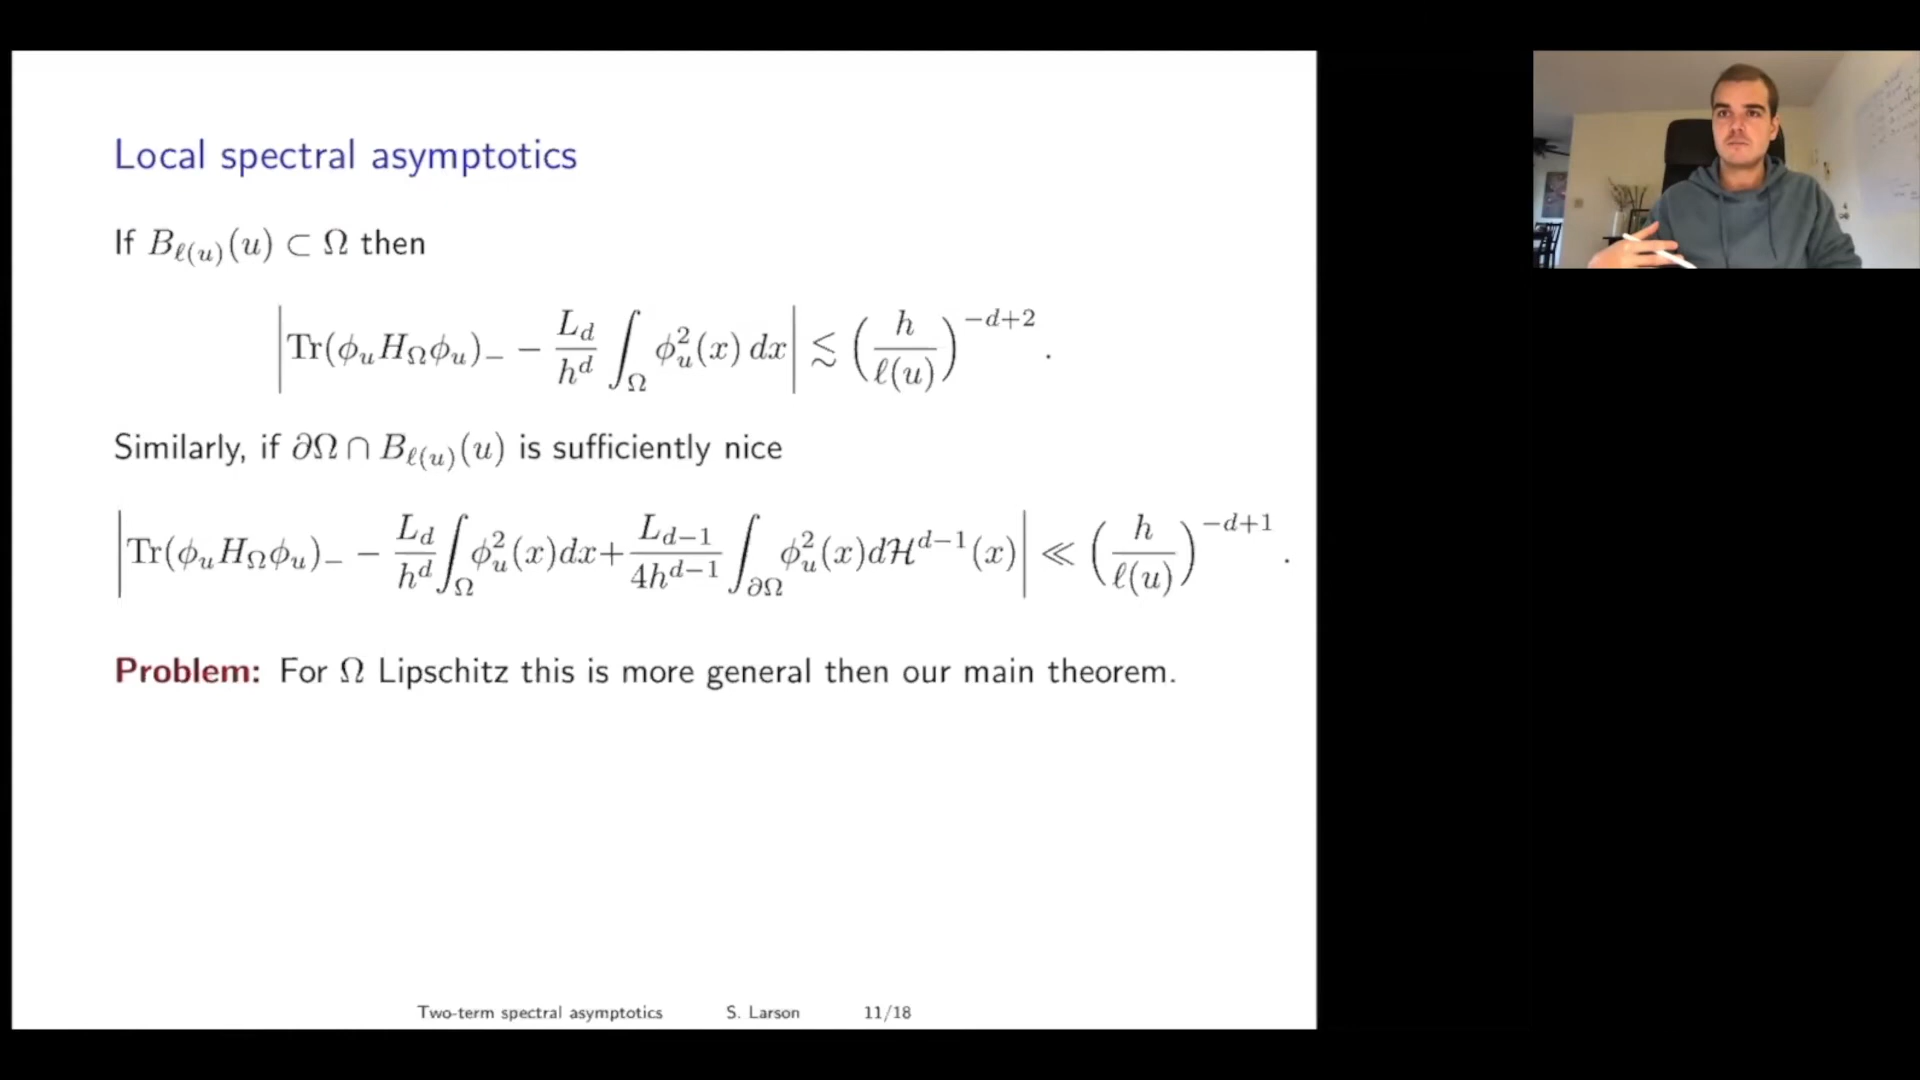 Local spectral asymptotics
If $B_{\ell(u)}(u) \subset \Omega$ then
$\left| \mathrm{Tr}(\phi_u H_\Omega \phi_u)_- - \frac{L_d}{h^d} \int_\Omega \phi_u^2(x) \, dx \right| \lesssim \left( \frac{h}{\ell(u)} \right)^{-d+2}.$
Similarly, if $\partial\Omega \cap B_{\ell(u)}(u)$ is sufficiently nice
$\left| \mathrm{Tr}(\phi_u H_\Omega \phi_u)_- - \frac{L_d}{h^d} \int_\Omega \phi_u^2(x) dx + \frac{L_{d-1}}{4h^{d-1}} \int_{\partial\Omega} \phi_u^2(x) d\mathcal{H}^{d-1}(x) \right| \ll \left( \frac{h}{\ell(u)} \right)^{-d+1}.$
Problem: For $\Omega$ Lipschitz this is more general then our main theorem.
Two-term spectral asymptotics S. Larson 11/18